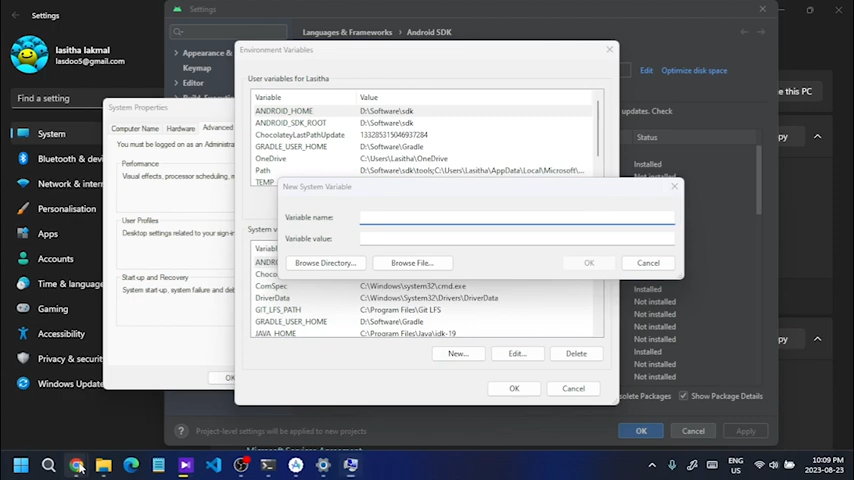 Settings
lasitha lakmal
lasdoo5@gmail.com
Find a setting
System
Bluetooth & devi
Network & intern
Personalisation
Apps
Accounts
Time & language
Gaming
Accessibility
Privacy & security
Windows Update
Settings
Appearance &
Keymap
Editor
Languages & Frameworks › Android SDK
Edit
Optimize disk space
e this PC
updates. Check
Status
py
Installed
System Properties
Computer Name
Hardware
Advanced
You must be logged on as an Administra
Performance
Visual effects, processor scheduling, m
User Profiles
Desktop settings related to your sign-i
Start-up and Recovery
System start-up, system failure and deb
OK
Environment Variables
User variables for Lasitha
Variable Value
ANDROID_HOME D:\Software\sdk
ANDROID_SDK_ROOT D:\Software\sdk
ChocolateyLastPathUpdate 133285315046937284
GRADLE_USER_HOME D:\Software\Gradle
OneDrive C:\Users\Lasitha\OneDrive
Path D:\Software\sdk\tools;C:\Users\Lasitha\AppData\Local\Microsoft\...
TEMP
New System Variable
Variable name:
Variable value:
Browse Directory...
Browse File...
OK
Cancel
System v
Variabl
ANDRO
Choco
ComSpec C:\Windows\system32\cmd.exe
DriverData C:\Windows\System32\Drivers\DriverData
GIT_LFS_PATH C:\Program Files\Git LFS
GRADLE_USER_HOME D:\Software\Gradle
JAVA_HOME C:\Program Files\Java\jdk-19
New...
Edit...
Delete
OK
Cancel
Installed
Not installed
Not installed
Not installed
Not installed
Installed
Not installed
Not installed
py
solete Packages
Show Package Details
? Project-level settings will be applied to new projects
OK
Cancel
Apply
ENG
US
10:09 PM
2023-08-23